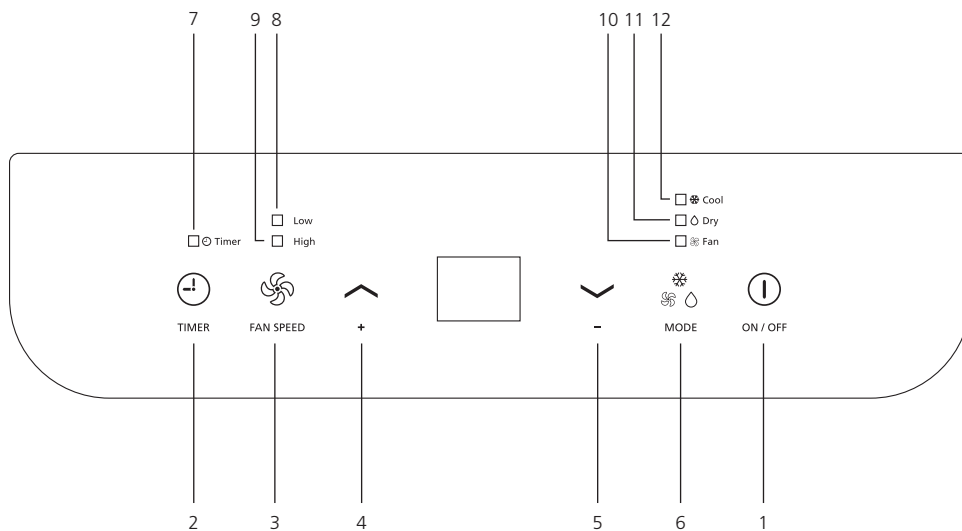 7 9 8 10 11 12
Cool
Low Dry
Timer High Fan
TIMER FAN SPEED + − MODE ON / OFF
2 3 4 5 6 1